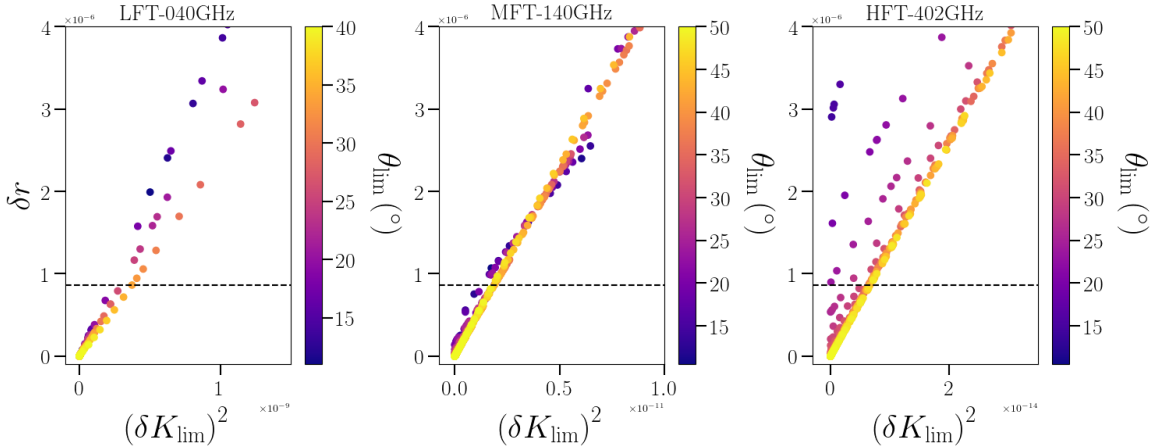 LFT-040GHz MFT-140GHz HFT-402GHz
×10⁻⁶ ×10⁻⁶ ×10⁻⁶
4 40 4 50 4 50
35 45 45
3 3 40 3 40
30 35 35
δr 2 25 θlim (°) 2 30 θlim (°) 2 30 θlim (°)
20 25 25
1 1 20 1 20
15 15 15
0 0 0
0 1 0.0 0.5 1.0 0 2
×10⁻⁹ ×10⁻¹¹ ×10⁻¹⁴
(δKlim)² (δKlim)² (δKlim)²